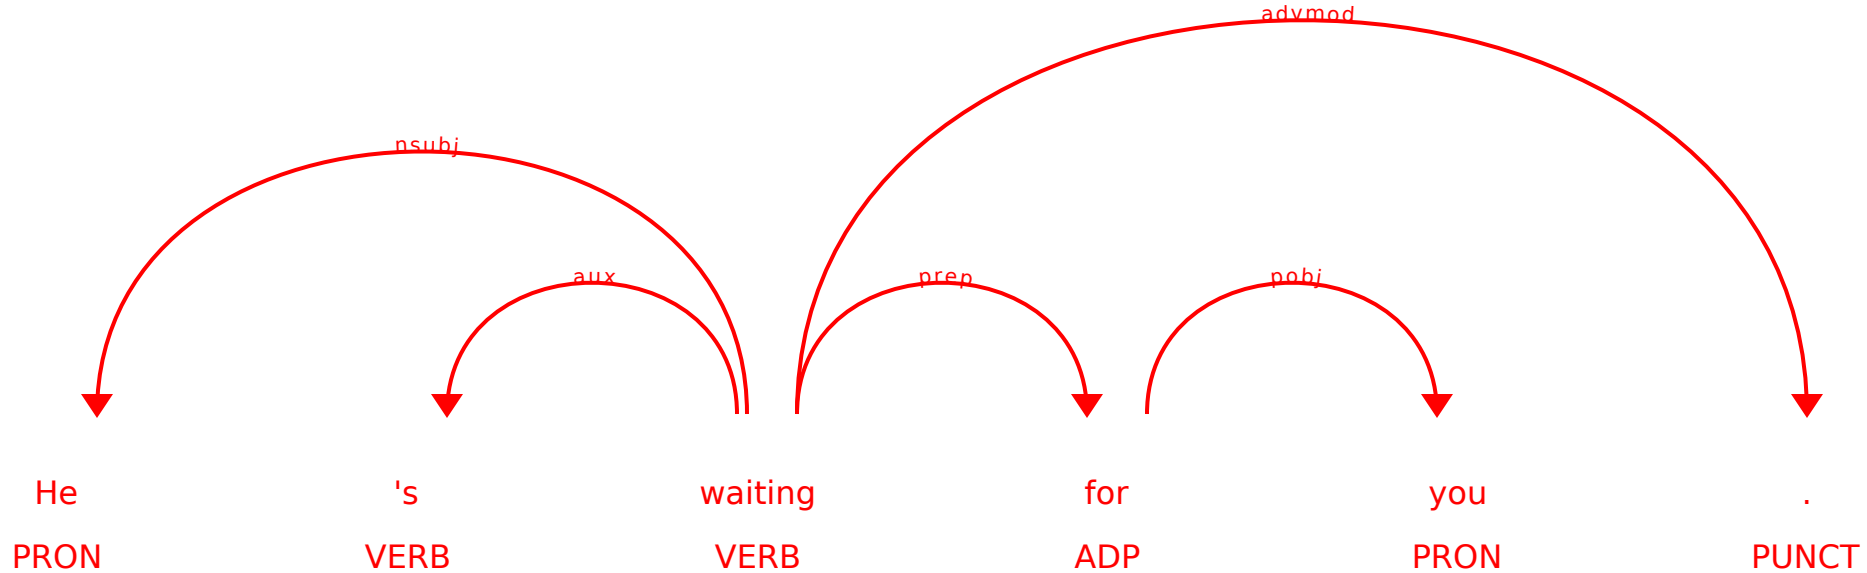 advmod
nsubj
aux prep pobj
He 's waiting for you .
PRON VERB VERB ADP PRON PUNCT